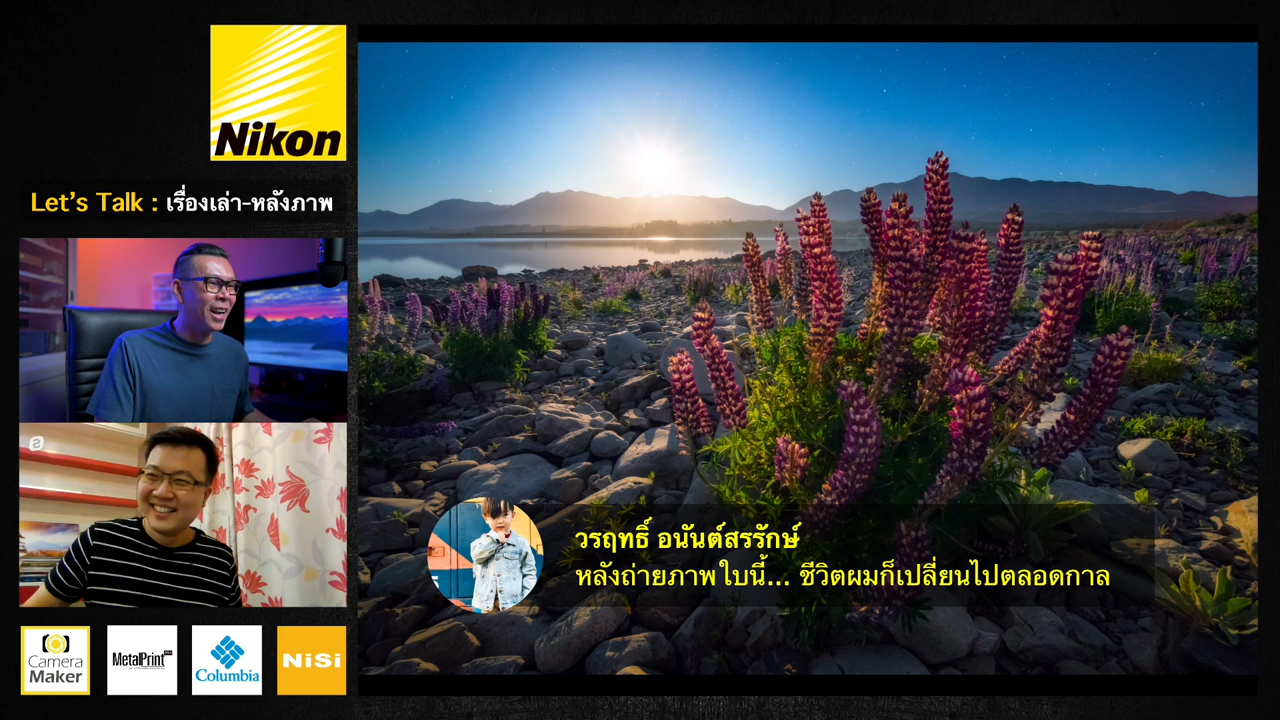 Nikon
Let's Talk : เรื่องเล่า-หลังภาพ
วรฤทธิ์ อนันต์สรรักษ์
หลังถ่ายภาพใบนี้... ชีวิตผมก็เปลี่ยนไปตลอดกาล
Camera
Maker
MetalPrint
Columbia
NiSi